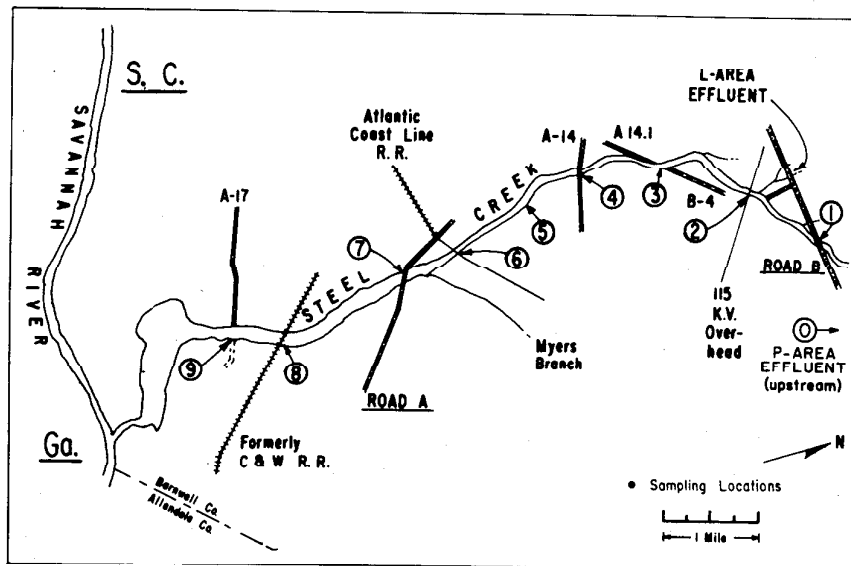 S. C.
SAVANNAH
RIVER
Ga.
Barnwell Co.
Allendale Co.
A-17
9
8
Formerly
C & W R. R.
STEEL
CREEK
7
ROAD A
Atlantic
Coast Line
R. R.
6
Myers
Branch
5
A-14
4
A 14.1
3
B-4
2
115
K.V.
Over-
head
L-AREA
EFFLUENT
1
ROAD B
0
P-AREA
EFFLUENT
(upstream)
N
• Sampling Locations
1 Mile